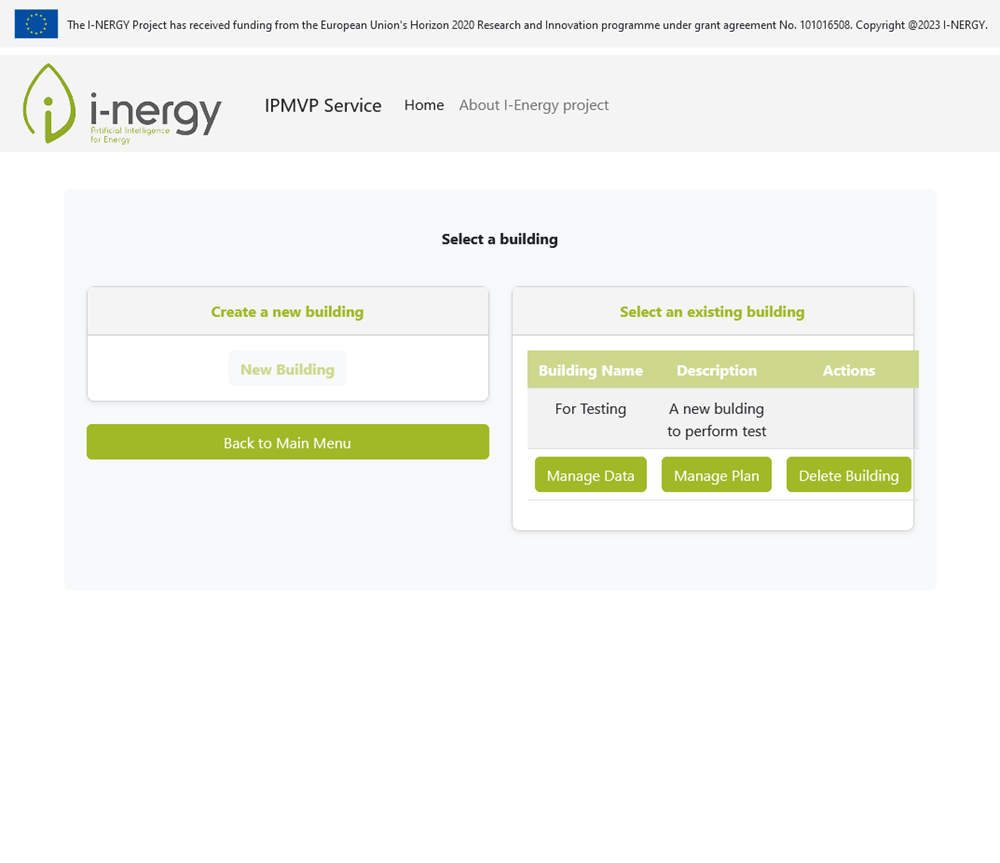 The I-NERGY Project has received funding from the European Union's Horizon 2020 Research and Innovation programme under grant agreement No. 101016508. Copyright @2023 I-NERGY.
i-nergy
Artificial Intelligence
for Energy
IPMVP Service
Home
About I-Energy project
Select a building
Create a new building
New Building
Back to Main Menu
Select an existing building
Building Name Description Actions
For Testing A new bulding
to perform test
Manage Data Manage Plan Delete Building